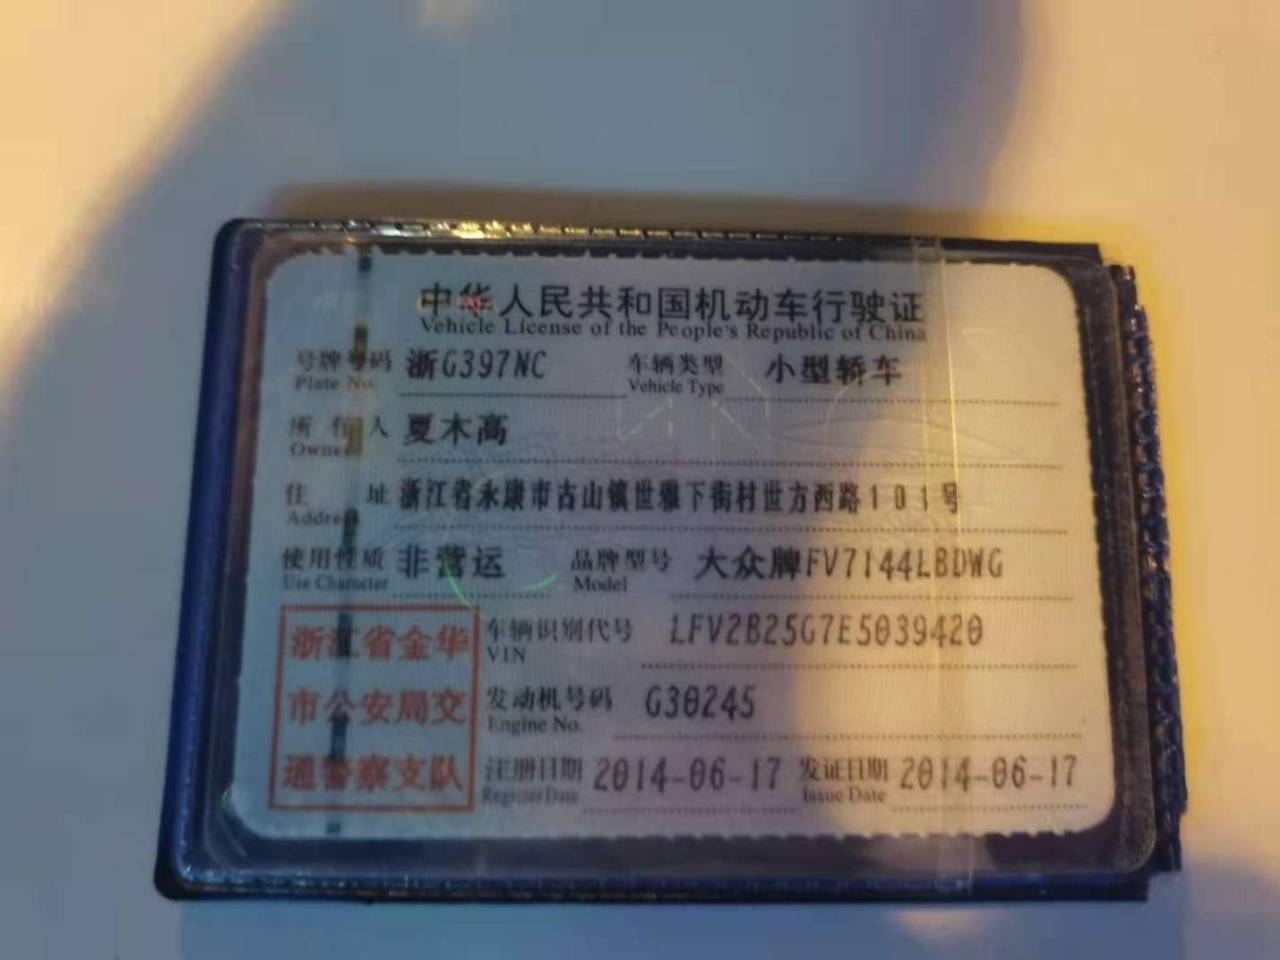 中华人民共和国机动车行驶证
Vehicle License of the People's Republic of China
号牌号码 浙G397NC 车辆类型 小型轿车
Plate No. Vehicle Type
所有人 夏木高
Owner
住址 浙江省永康市古山镇世雅下街村世方西路101号
Address
使用性质 非营运 品牌型号 大众牌FV7144LBDWG
Use Character Model
浙江省金华
市公安局交
通警察支队
车辆识别代号 LFV2B25G7E5039420
VIN
发动机号码 G30245
Engine No.
注册日期 2014-06-17 发证日期 2014-06-17
Register Date Issue Date